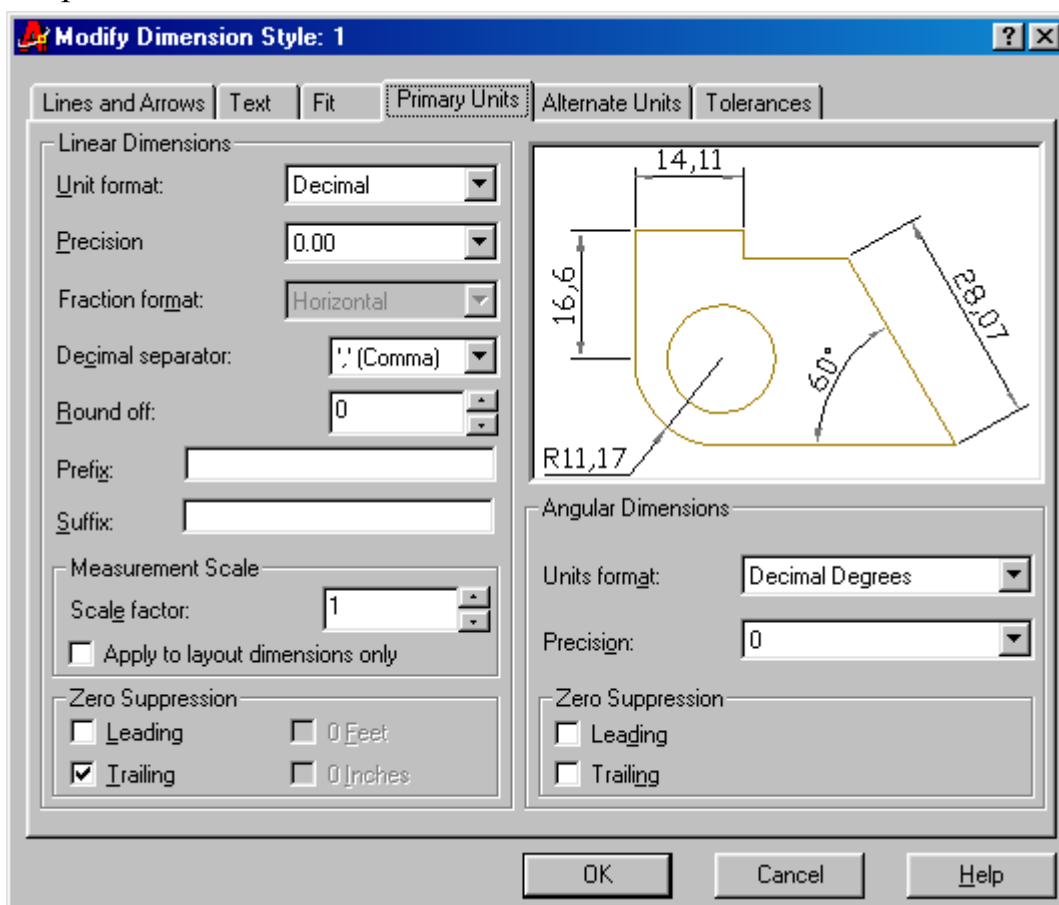 Modify Dimension Style: 1
Lines and Arrows Text Fit Primary Units Alternate Units Tolerances
Linear Dimensions
Unit format: Decimal
Precision 0.00
Fraction format: Horizontal
Decimal separator: ',' (Comma)
Round off: 0
Prefix:
Suffix:
Measurement Scale
Scale factor: 1
Apply to layout dimensions only
Zero Suppression
Leading 0 Feet
Trailing 0 Inches
14,11
16,6
28,07
60°
R11,17
Angular Dimensions
Units format: Decimal Degrees
Precision: 0
Zero Suppression
Leading
Trailing
OK Cancel Help